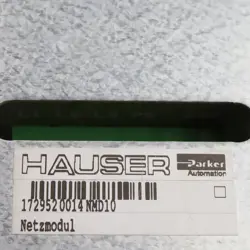 HAUSER
Parker
Automation
1729520014 NMD10
Netzmodul